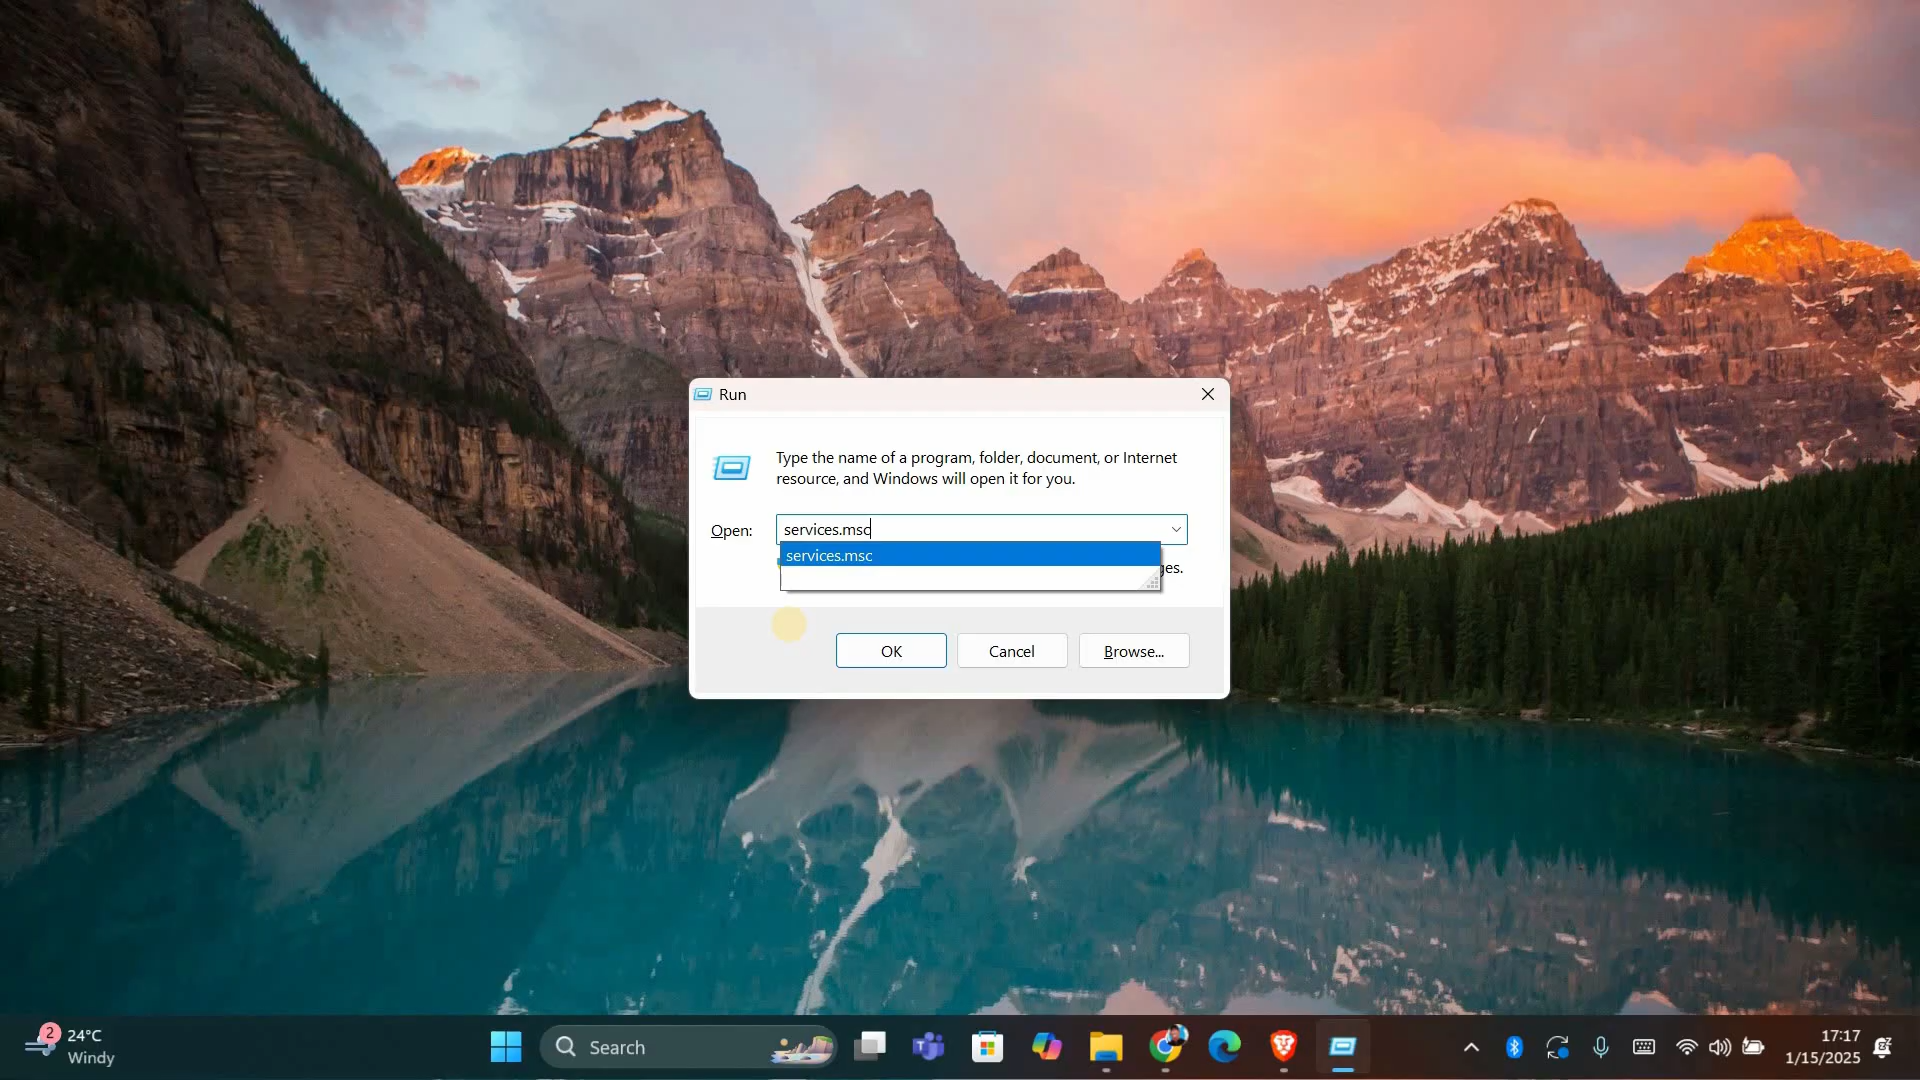 Run
Type the name of a program, folder, document, or Internet
resource, and Windows will open it for you.
Open:
services.msc
services.msc
ges.
OK
Cancel
Browse...
2
24°C
Windy
Search
17:17
1/15/2025